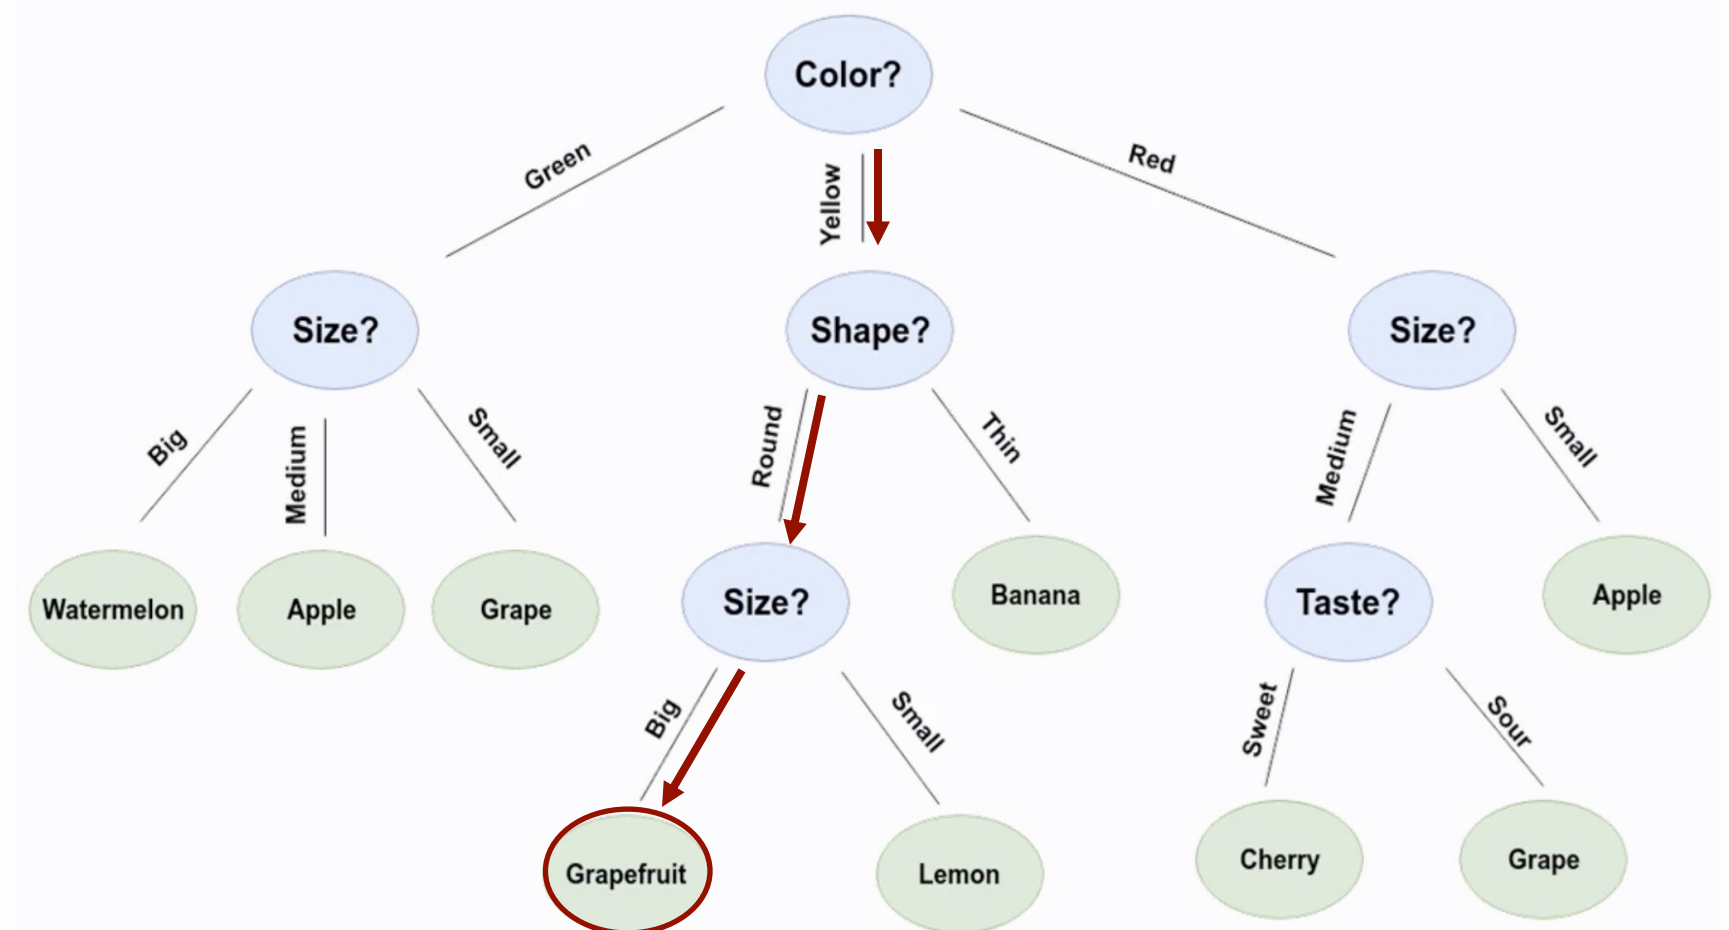 Color?
Green
Yellow
Red
Size?
Shape?
Size?
Big
Medium
Small
Round
Thin
Medium
Small
Watermelon
Apple
Grape
Size?
Banana
Taste?
Apple
Big
Small
Sweet
Sour
Grapefruit
Lemon
Cherry
Grape